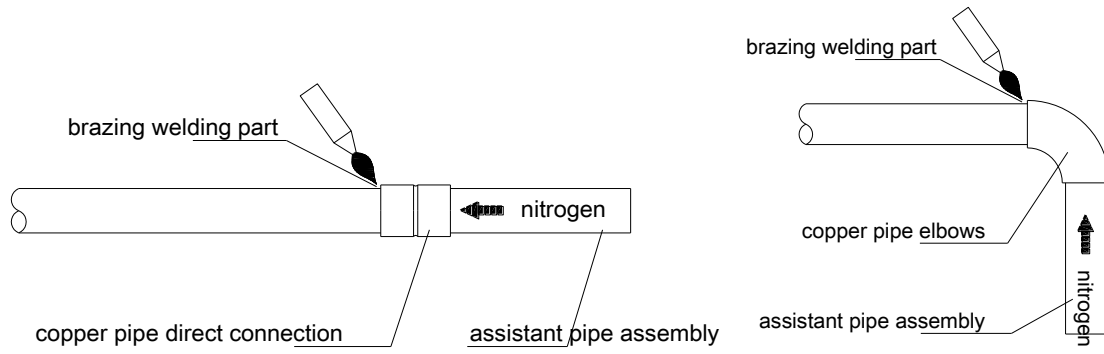 brazing welding part
nitrogen
copper pipe direct connection
assistant pipe assembly
brazing welding part
copper pipe elbows
assistant pipe assembly
nitrogen